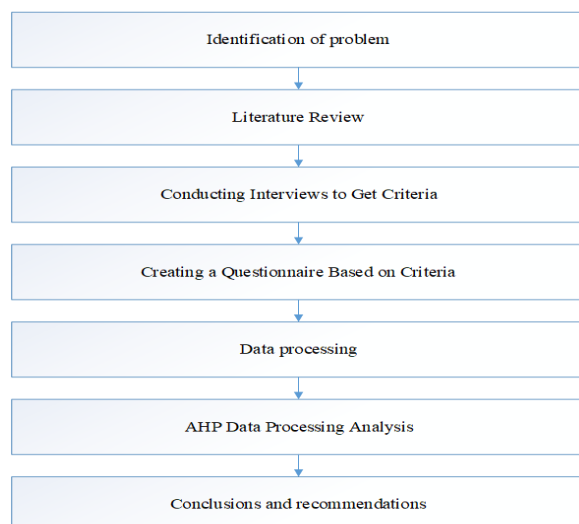 Identification of problem
Literature Review
Conducting Interviews to Get Criteria
Creating a Questionnaire Based on Criteria
Data processing
AHP Data Processing Analysis
Conclusions and recommendations